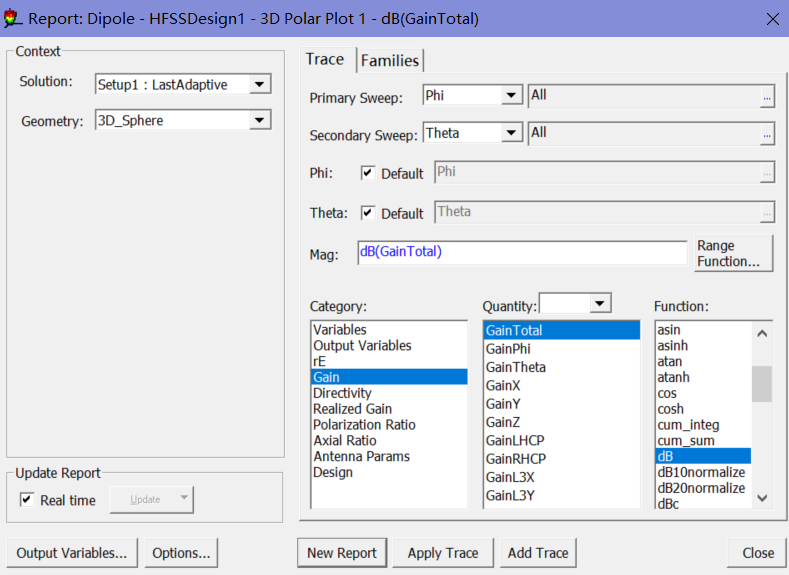 Report: Dipole - HFSSDesign1 - 3D Polar Plot 1 - dB(GainTotal)
Context
Solution: Setup1 : LastAdaptive
Geometry: 3D_Sphere
Update Report
Real time Update
Output Variables... Options...
Trace Families
Primary Sweep: Phi All ...
Secondary Sweep: Theta All ...
Phi: Default Phi ...
Theta: Default Theta ...
Mag: dB(GainTotal) Range
Function...
Category:
Variables
Output Variables
rE
Gain
Directivity
Realized Gain
Polarization Ratio
Axial Ratio
Antenna Params
Design
Quantity:
GainTotal
GainPhi
GainTheta
GainX
GainY
GainZ
GainLHCP
GainRHCP
GainL3X
GainL3Y
Function:
asin
asinh
atan
atanh
cos
cosh
cum_integ
cum_sum
dB
dB10normalize
dB20normalize
dBc
New Report Apply Trace Add Trace Close